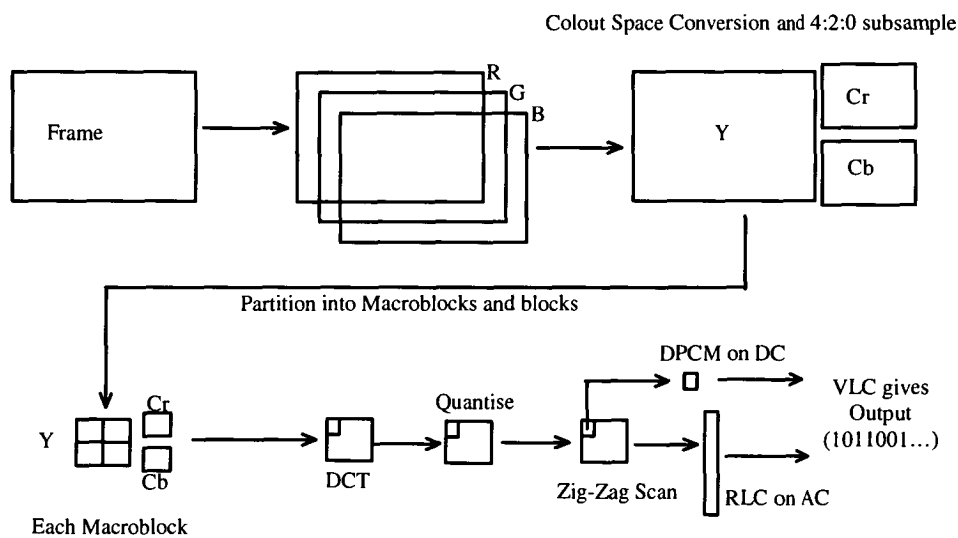 Colout Space Conversion and 4:2:0 subsample
Frame
R
G
B
Y
Cr
Cb
Partition into Macroblocks and blocks
Y
Cr
Cb
Each Macroblock
DCT
Quantise
Zig-Zag Scan
DPCM on DC
RLC on AC
VLC gives
Output
(1011001...)